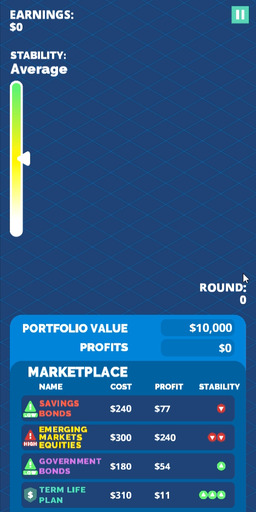 EARNINGS:
$0
STABILITY:
Average
ROUND:
0
PORTFOLIO VALUE $10,000
PROFITS $0
MARKETPLACE
NAME COST PROFIT STABILITY
SAVINGS BONDS $240 $77
EMERGING MARKETS EQUITIES $300 $240
HIGH
GOVERNMENT BONDS $180 $54
TERM LIFE PLAN $310 $11